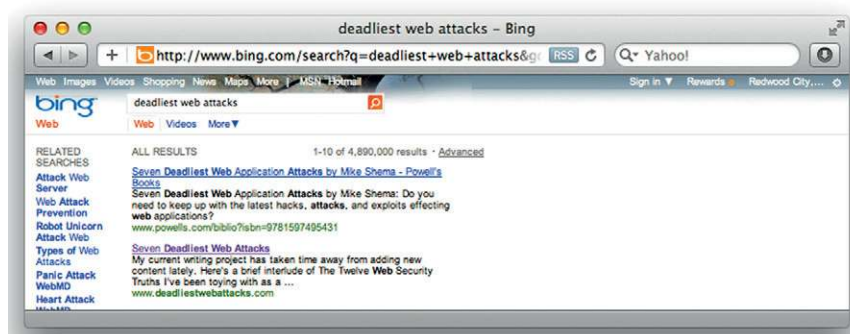 deadliest web attacks – Bing
http://www.bing.com/search?q=deadliest+web+attacks&g RSS Yahoo!
Web Images Videos Shopping News Maps More | MSN Hotmail Sign in Rewards Redwood City,...
bing
deadliest web attacks
Web
Web Videos More
RELATED SEARCHES
Attack Web
Server
Web Attack
Prevention
Robot Unicorn
Attack Web
Types of Web
Attacks
Panic Attack
WebMD
Heart Attack
ALL RESULTS 1-10 of 4,890,000 results · Advanced
Seven Deadliest Web Application Attacks by Mike Shema - Powell's
Books
Seven Deadliest Web Application Attacks by Mike Shema: Do you
need to keep up with the latest hacks, attacks, and exploits effecting
web applications?
www.powells.com/biblio?isbn=9781597495431
Seven Deadliest Web Attacks
My current writing project has taken time away from adding new
content lately. Here's a brief interlude of The Twelve Web Security
Truths I've been toying with as a ...
www.deadliestwebattacks.com